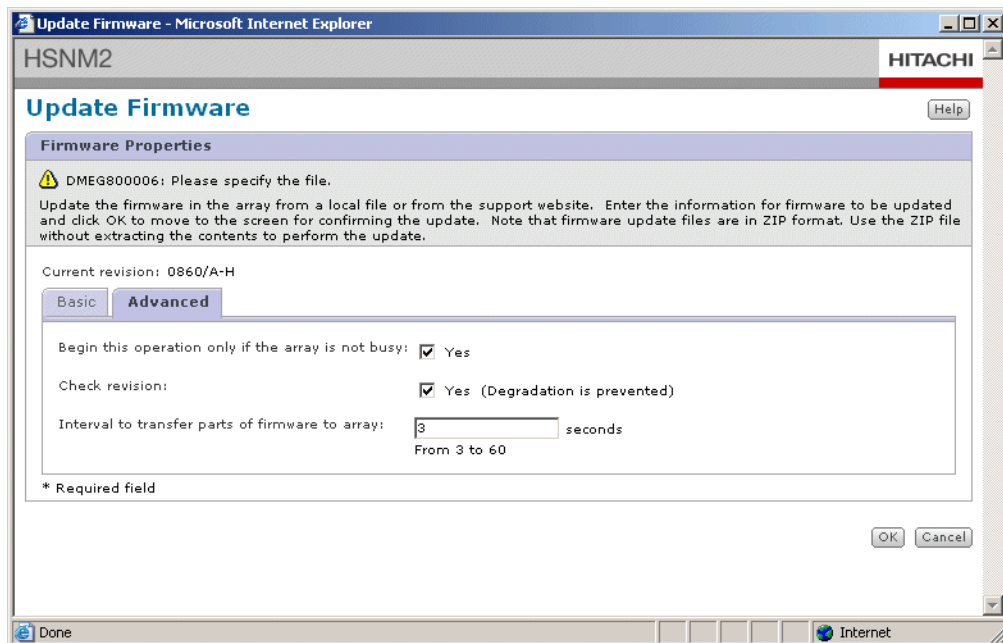 Update Firmware - Microsoft Internet Explorer
HSNM2
HITACHI
Update Firmware
Help
Firmware Properties
DMEG800006: Please specify the file.
Update the firmware in the array from a local file or from the support website. Enter the information for firmware to be updated
and click OK to move to the screen for confirming the update. Note that firmware update files are in ZIP format. Use the ZIP file
without extracting the contents to perform the update.
Current revision: 0860/A-H
Basic Advanced
Begin this operation only if the array is not busy: Yes
Check revision: Yes (Degradation is prevented)
Interval to transfer parts of firmware to array: 3 seconds
From 3 to 60
* Required field
OK Cancel
Done Internet